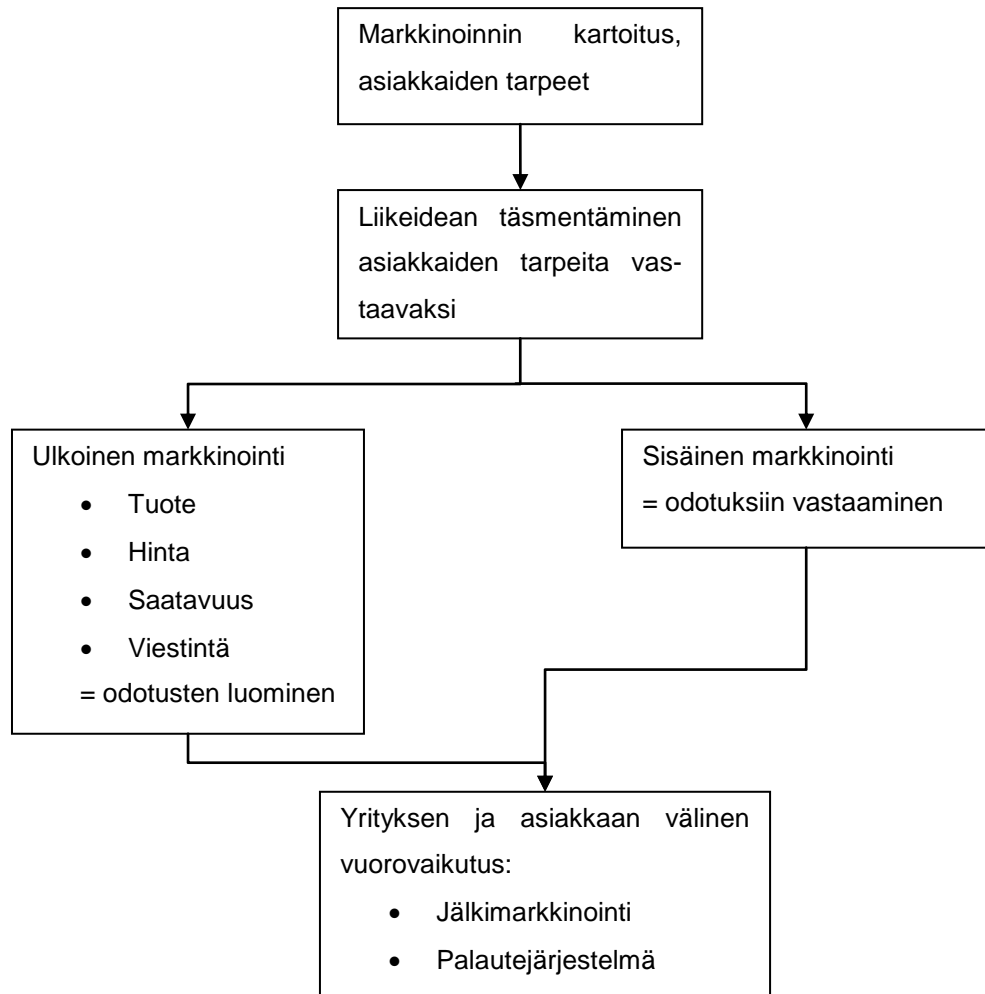 Markkinoinnin kartoitus,
asiakkaiden tarpeet
Liikeidean täsmentäminen
asiakkaiden tarpeita vas-
taavaksi
Ulkoinen markkinointi
• Tuote
• Hinta
• Saatavuus
• Viestintä
= odotusten luominen
Sisäinen markkinointi
= odotuksiin vastaaminen
Yrityksen ja asiakkaan välinen
vuorovaikutus:
• Jälkimarkkinointi
• Palautejärjestelmä